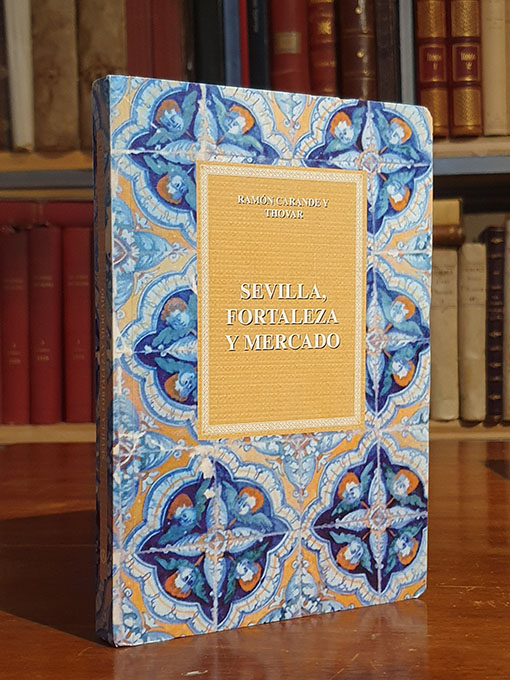 RAMÓN CARANDE Y
THOVAR
SEVILLA,
FORTALEZA
Y MERCADO